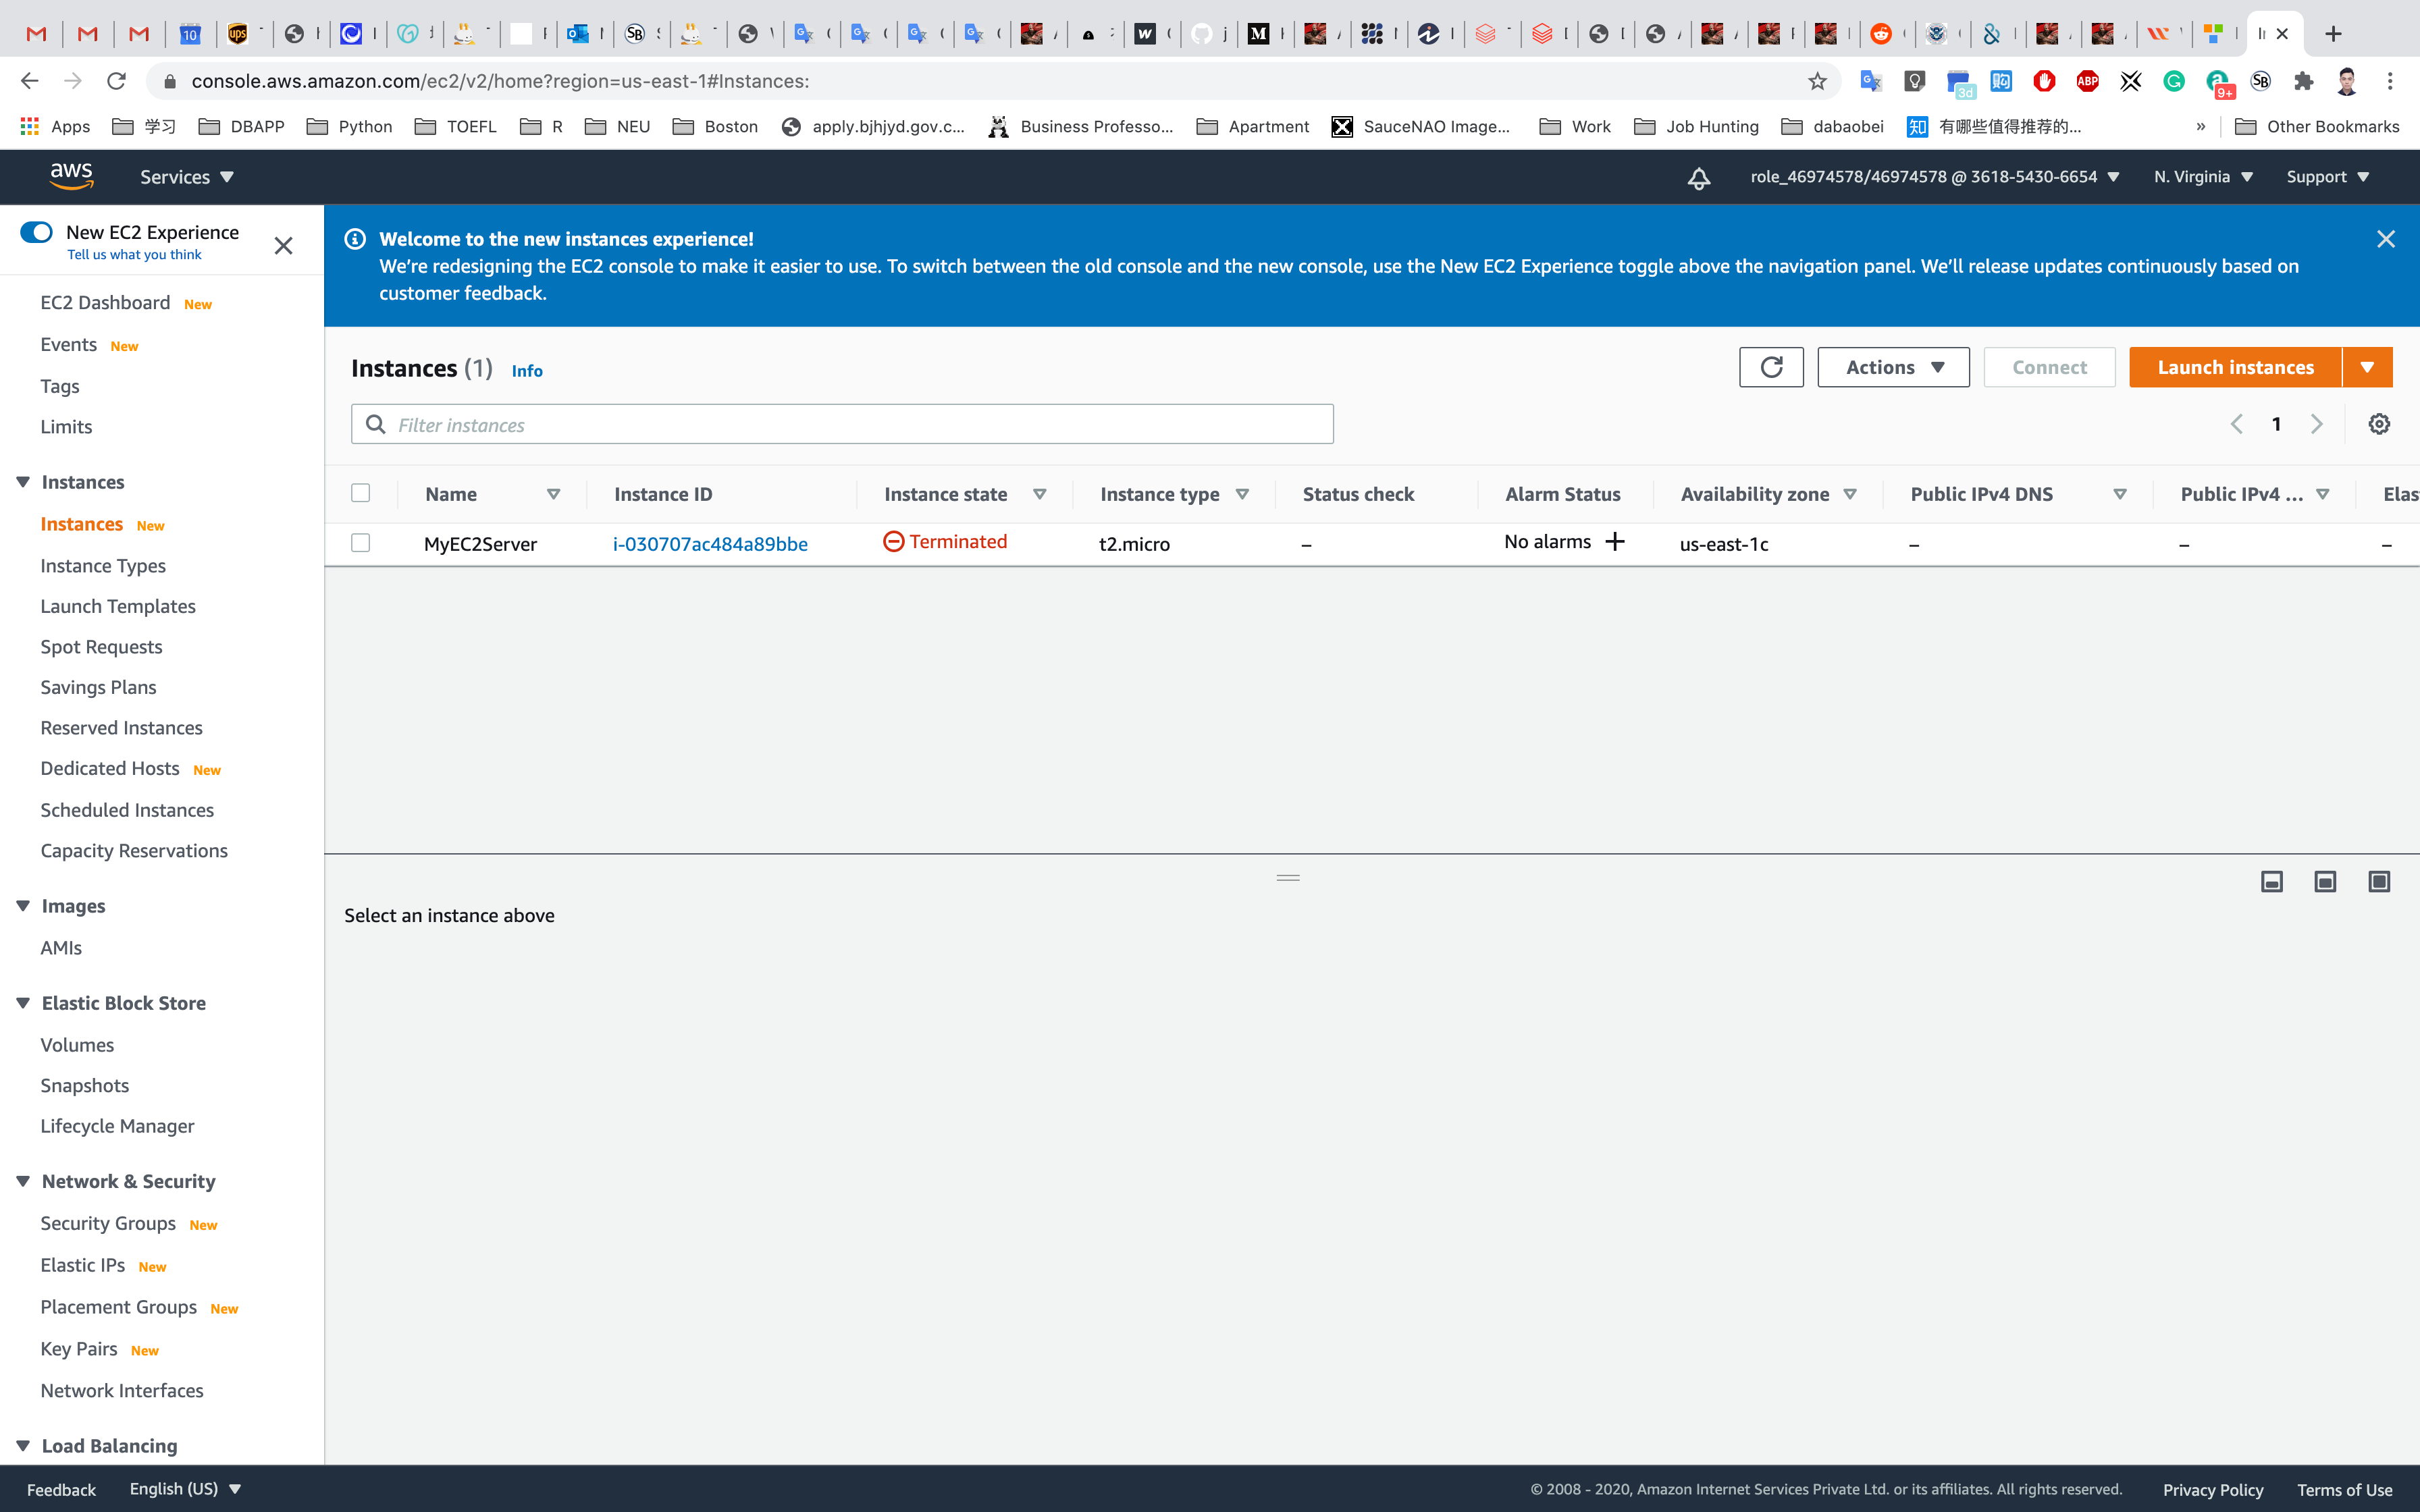 10
ups
console.aws.amazon.com/ec2/v2/home?region=us-east-1#Instances:
3d
ABP
9+
SB
Apps
学习
DBAPP
Python
TOEFL
R
NEU
Boston
apply.bjhjyd.gov.c...
Business Professo...
Apartment
SauceNAO Image...
Work
Job Hunting
dabaobei
知
有哪些值得推荐的...
»
Other Bookmarks
aws
Services
role_46974578/46974578 @ 3618-5430-6654
N. Virginia
Support
New EC2 Experience
Tell us what you think
Welcome to the new instances experience!
We're redesigning the EC2 console to make it easier to use. To switch between the old console and the new console, use the New EC2 Experience toggle above the navigation panel. We'll release updates continuously based on
customer feedback.
EC2 Dashboard New
Events New
Tags
Limits
Instances
Instances New
Instance Types
Launch Templates
Spot Requests
Savings Plans
Reserved Instances
Dedicated Hosts New
Scheduled Instances
Capacity Reservations
Images
AMIs
Elastic Block Store
Volumes
Snapshots
Lifecycle Manager
Network & Security
Security Groups New
Elastic IPs New
Placement Groups New
Key Pairs New
Network Interfaces
Load Balancing
Instances (1) Info
Actions
Connect
Launch instances
Filter instances
1
Name
Instance ID
Instance state
Instance type
Status check
Alarm Status
Availability zone
Public IPv4 DNS
Public IPv4 ...
Elas
MyEC2Server
i-030707ac484a89bbe
Terminated
t2.micro
–
No alarms
us-east-1c
–
–
–
Select an instance above
Feedback
English (US)
© 2008 - 2020, Amazon Internet Services Private Ltd. or its affiliates. All rights reserved.
Privacy Policy
Terms of Use